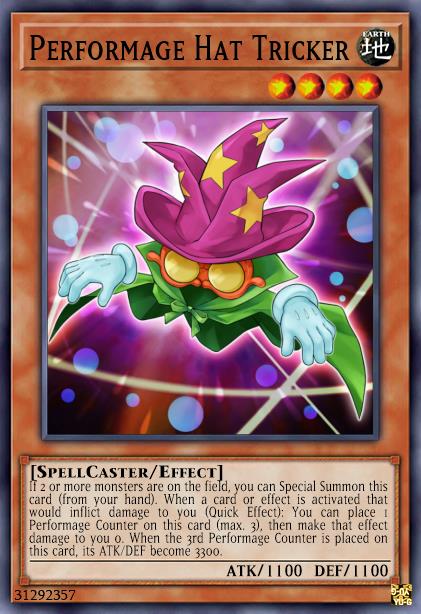 PERFORMAGE HAT TRICKER
EARTH
地
[SPELLCASTER/EFFECT]
If 2 or more monsters are on the field, you can Special Summon this
card (from your hand). When a card or effect is activated that
would inflict damage to you (Quick Effect): You can place 1
Performage Counter on this card (max. 3), then make that effect
damage to you 0. When the 3rd Performage Counter is placed on
this card, its ATK/DEF become 3300.
ATK/1100 DEF/1100
31292357